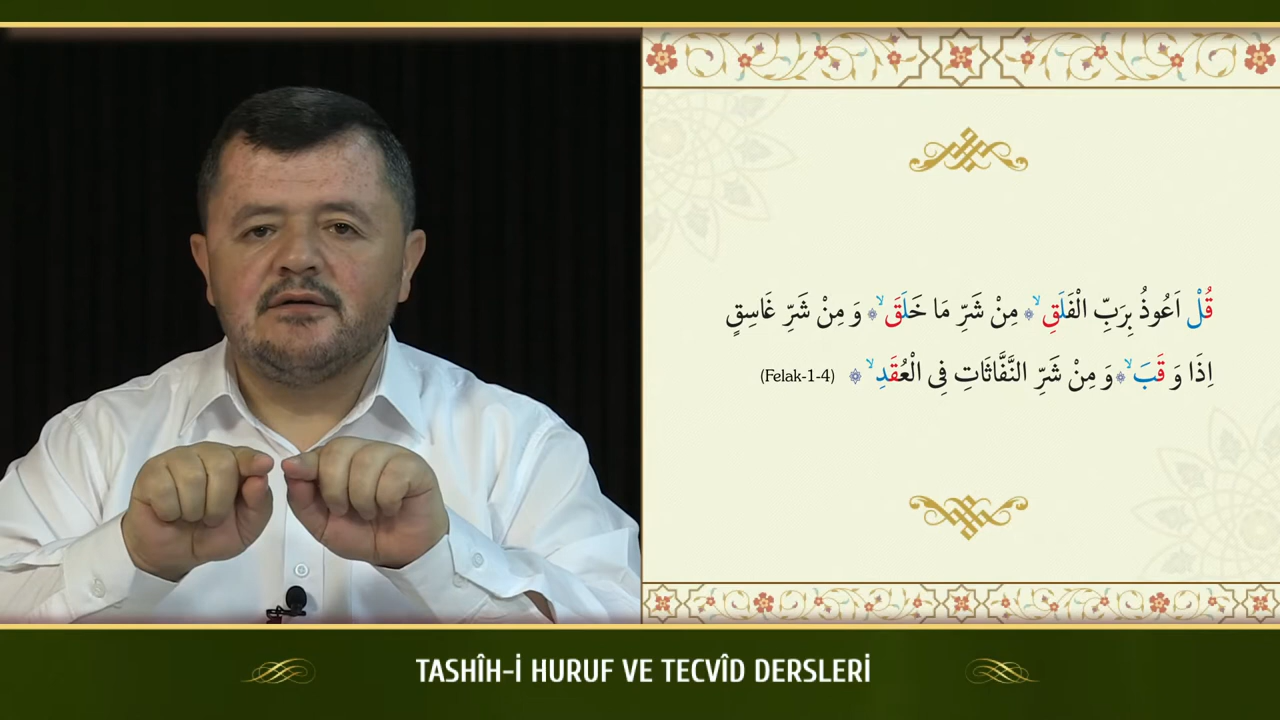 قُلْ اَعُوذُ بِرَبِّ الْفَلَقِۙ ۞ مِنْ شَرِّ مَا خَلَقَۙ ۞ وَ مِنْ شَرِّ غَاسِقٍ
اِذَا وَ قَبَۙ ۞ وَ مِنْ شَرِّ النَّفَّاثَاتِ فِى الْعُقَدِۙ ۞ (Felak-1-4)
TASHÎH-İ HURUF VE TECVÎD DERSLERİ